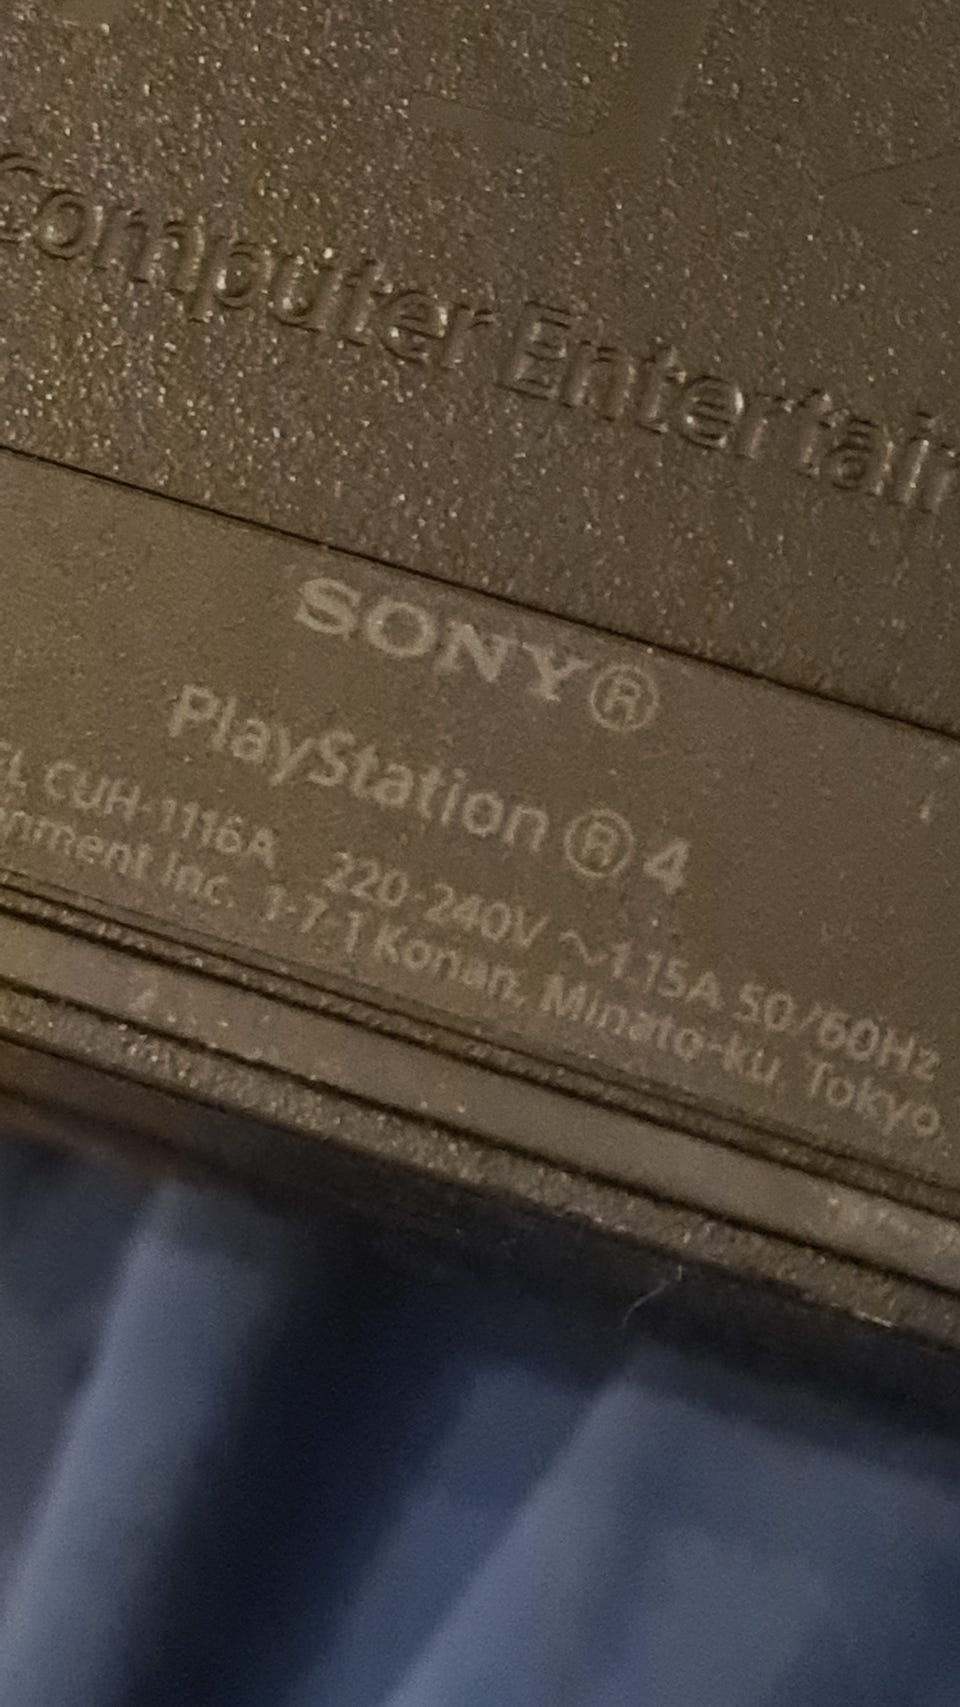 Computer Entertain
SONY®
PlayStation®4
EL CUH-1116A 220-240V ~1.15A 50/60Hz
nment Inc. 1-7-1 Konan, Minato-ku Tokyo,